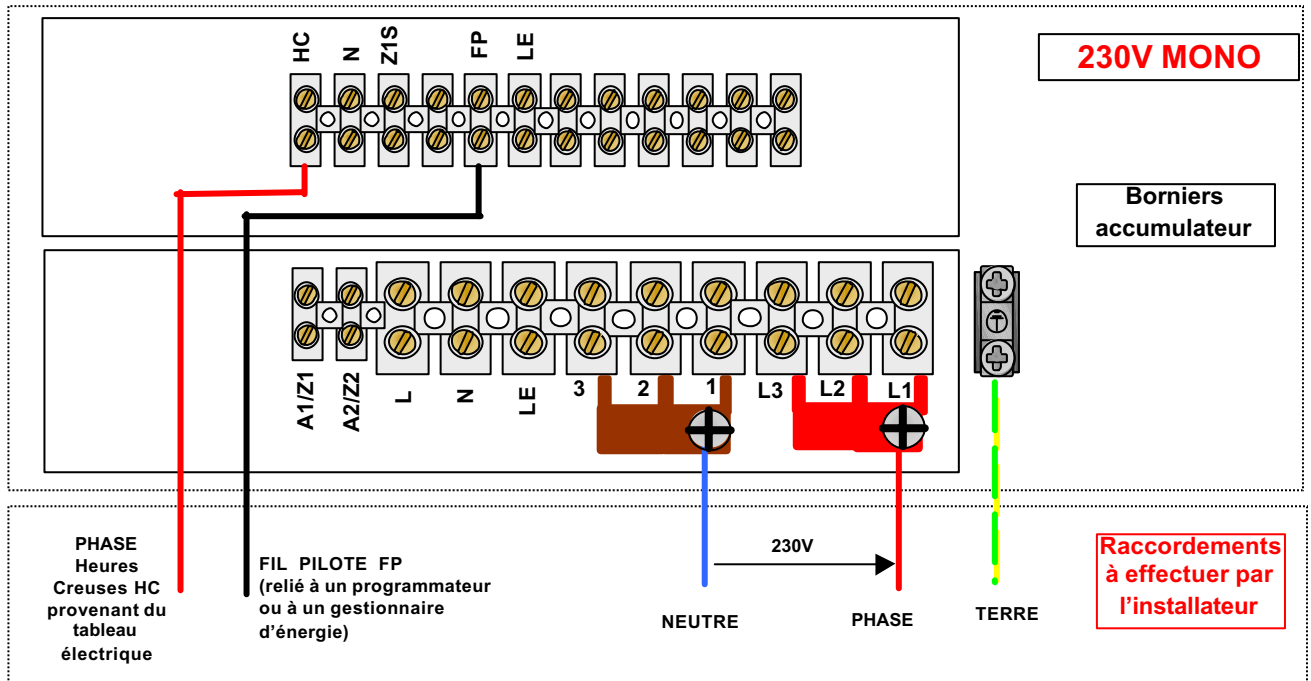 HC
N
Z1S
FP
LE
230V MONO
Borniers
accumulateur
A1/Z1
A2/Z2
L
N
LE
3
2
1
L3
L2
L1
PHASE
Heures
Creuses HC
provenant du
tableau
électrique
FIL PILOTE FP
(relié à un programmateur
ou à un gestionnaire
d’énergie)
230V
NEUTRE
PHASE
TERRE
Raccordements
à effectuer par
l’installateur